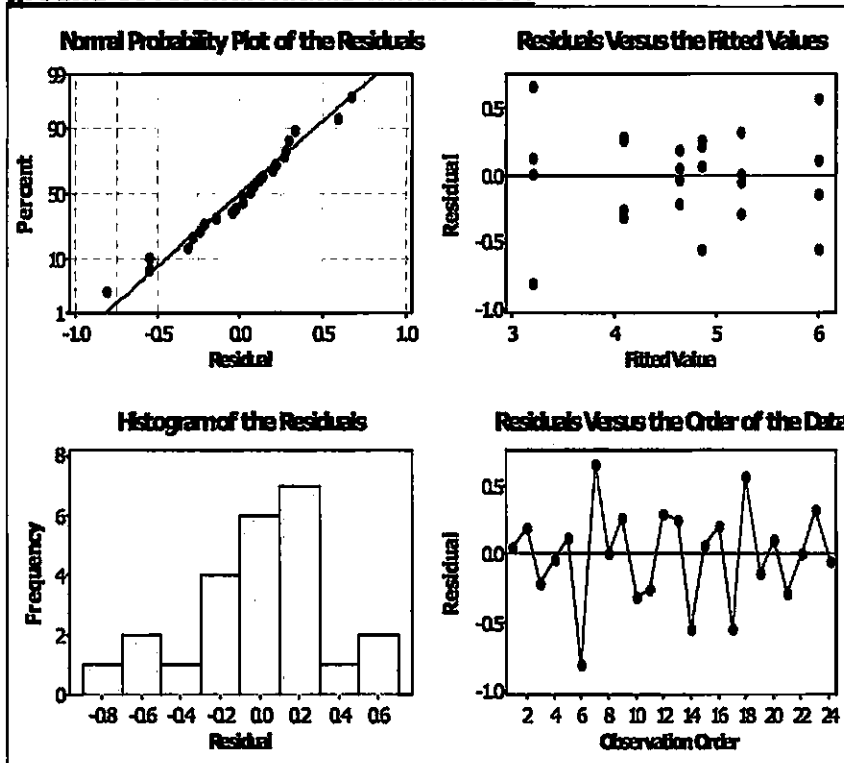 Normal Probability Plot of the Residuals
99
90
50
10
1
Percent
-1.0 -0.5 0.0 0.5 1.0
Residual
Residuals Versus the Fitted Values
0.5
0.0
-0.5
-1.0
Residual
3 4 5 6
Fitted Value
Histogram of the Residuals
8
6
4
2
0
Frequency
-0.8 -0.6 -0.4 -0.2 0.0 0.2 0.4 0.6
Residual
Residuals Versus the Order of the Data
0.5
0.0
-0.5
-1.0
Residual
2 4 6 8 10 12 14 16 18 20 22 24
Observation Order